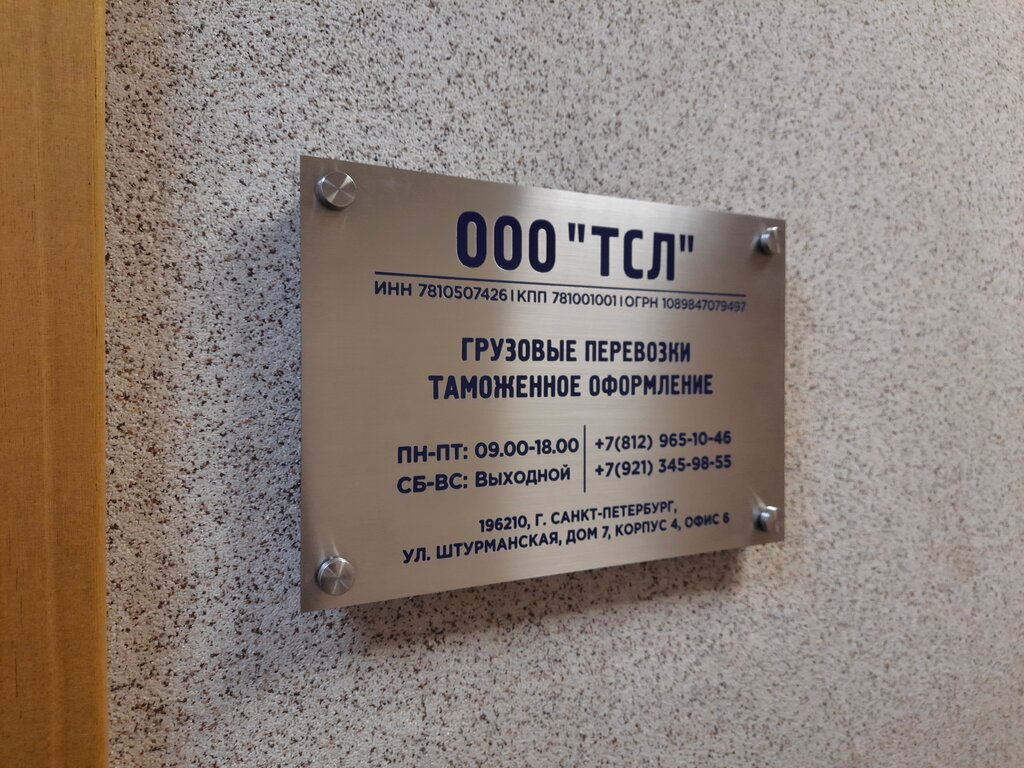 ООО "ТСЛ"
ИНН 7810507426 | КПП 781001001 | ОГРН 1089847079497
ГРУЗОВЫЕ ПЕРЕВОЗКИ
ТАМОЖЕННОЕ ОФОРМЛЕНИЕ
ПН-ПТ: 09.00-18.00
СБ-ВС: Выходной
+7(812) 965-10-46
+7(921) 345-98-55
196210, Г. САНКТ-ПЕТЕРБУРГ,
УЛ. ШТУРМАНСКАЯ, ДОМ 7, КОРПУС 4, ОФИС 6